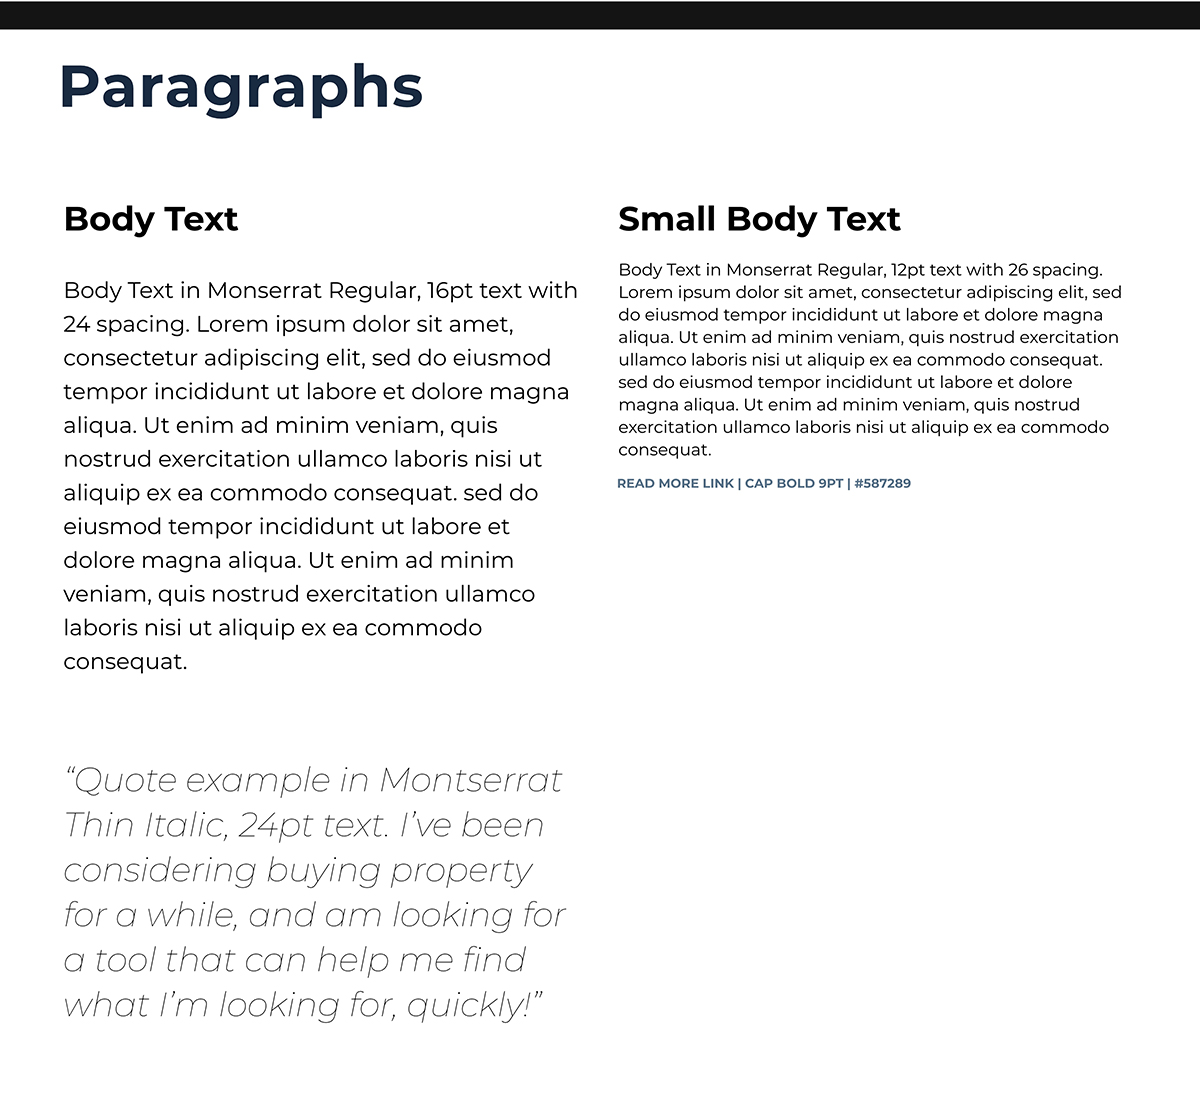 Paragraphs
Body Text
Body Text in Monserrat Regular, 16pt text with
24 spacing. Lorem ipsum dolor sit amet,
consectetur adipiscing elit, sed do eiusmod
tempor incididunt ut labore et dolore magna
aliqua. Ut enim ad minim veniam, quis
nostrud exercitation ullamco laboris nisi ut
aliquip ex ea commodo consequat. sed do
eiusmod tempor incididunt ut labore et
dolore magna aliqua. Ut enim ad minim
veniam, quis nostrud exercitation ullamco
laboris nisi ut aliquip ex ea commodo
consequat.
“Quote example in Montserrat
Thin Italic, 24pt text. I’ve been
considering buying property
for a while, and am looking for
a tool that can help me find
what I’m looking for, quickly!”
Small Body Text
Body Text in Monserrat Regular, 12pt text with 26 spacing.
Lorem ipsum dolor sit amet, consectetur adipiscing elit, sed
do eiusmod tempor incididunt ut labore et dolore magna
aliqua. Ut enim ad minim veniam, quis nostrud exercitation
ullamco laboris nisi ut aliquip ex ea commodo consequat.
sed do eiusmod tempor incididunt ut labore et dolore
magna aliqua. Ut enim ad minim veniam, quis nostrud
exercitation ullamco laboris nisi ut aliquip ex ea commodo
consequat.
READ MORE LINK | CAP BOLD 9PT | #587289